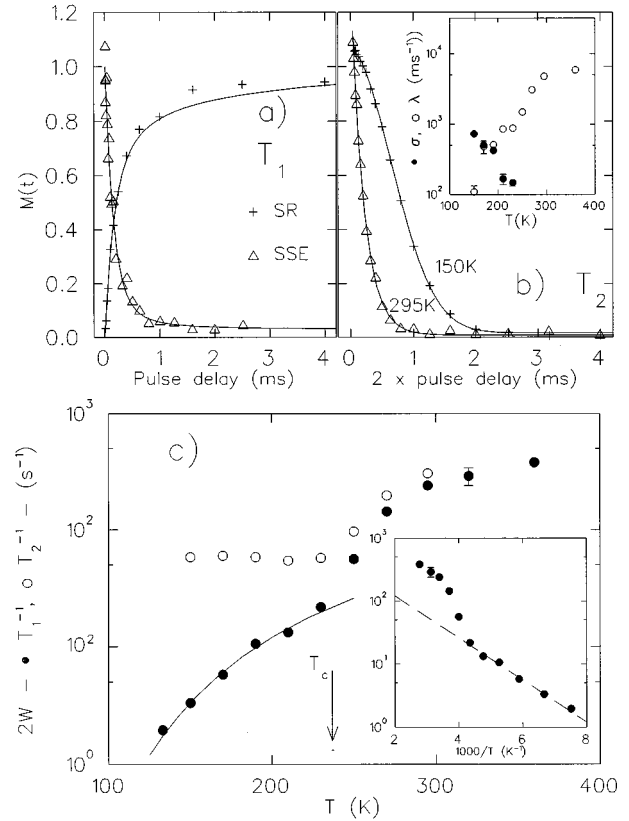 1.2
1.0
0.8
0.6
0.4
0.2
0.0
M(t)
a)
T₁
+ SR
△ SSE
0 1 2 3 4
Pulse delay (ms)
● σ, ○ λ (ms⁻¹)
10⁵
10⁴
10³
10²
0 200 400
T(K)
150K
295K
b) T₂
0 1 2 3 4
2 x pulse delay (ms)
c)
2W − ● T₁⁻¹, ○ T₂⁻¹ − (s⁻¹)
10³
10²
10⁰
T_c
10³
10²
10¹
10⁰
2 4 6 8
1000/T (K⁻¹)
100 200 300 400
T (K)